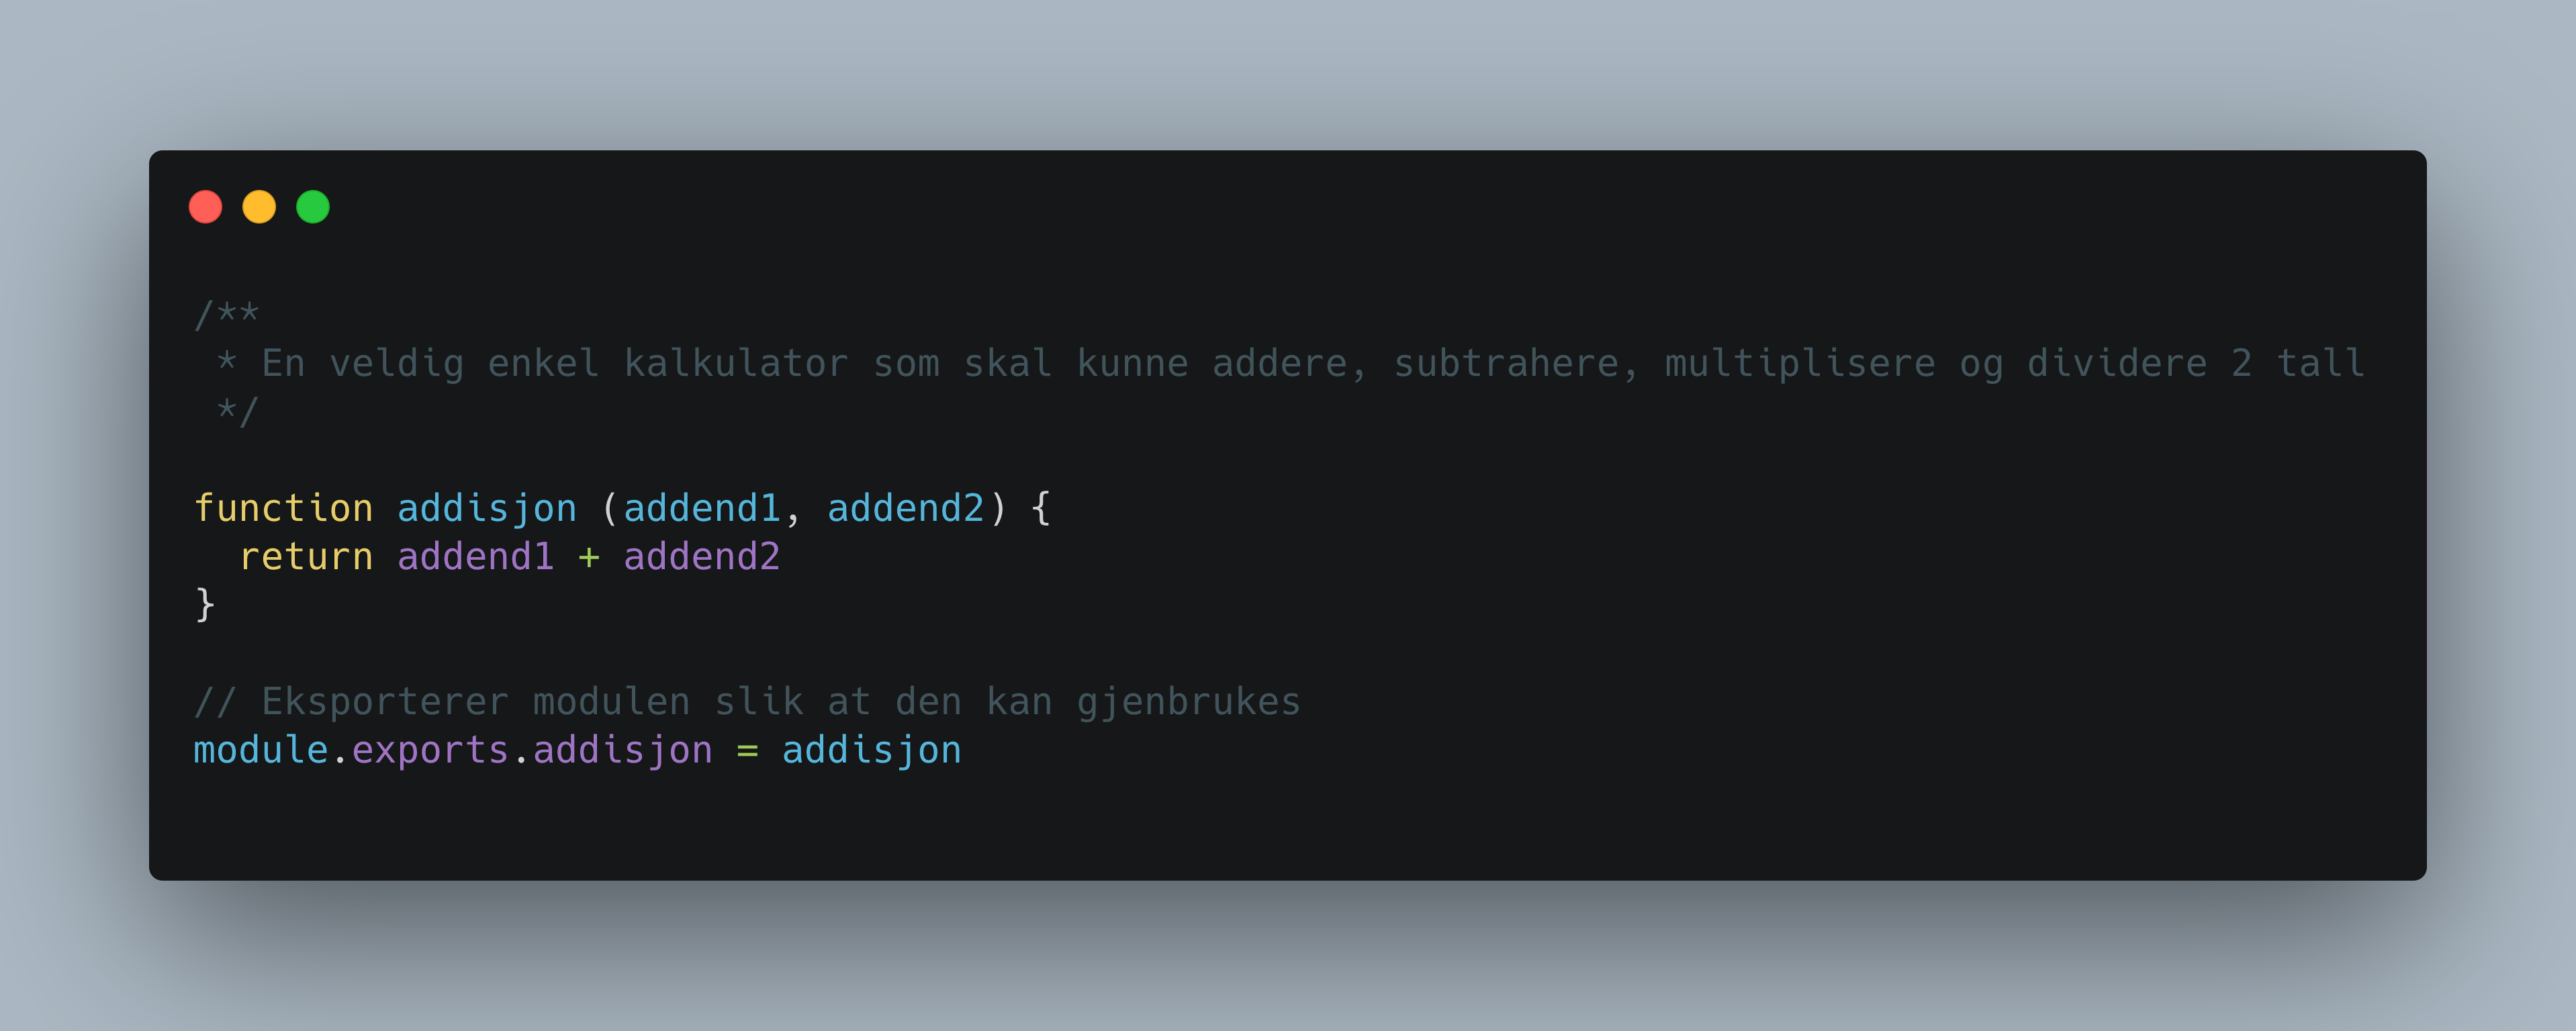 /**
 * En veldig enkel kalkulator som skal kunne addere, subtrahere, multiplisere og dividere 2 tall
 */
function addisjon (addend1, addend2) {
  return addend1 + addend2
}
// Eksporterer modulen slik at den kan gjenbrukes
module.exports.addisjon = addisjon